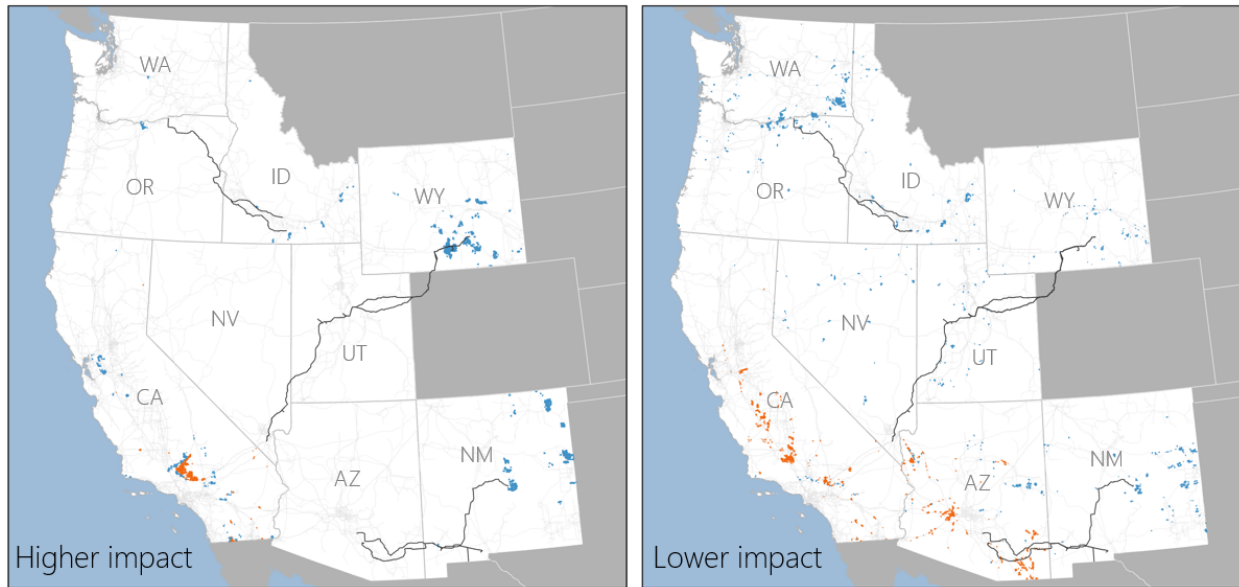 WA
OR
ID
WY
NV
UT
CA
AZ
NM
Higher impact
WA
OR
ID
WY
NV
UT
CA
AZ
NM
Lower impact